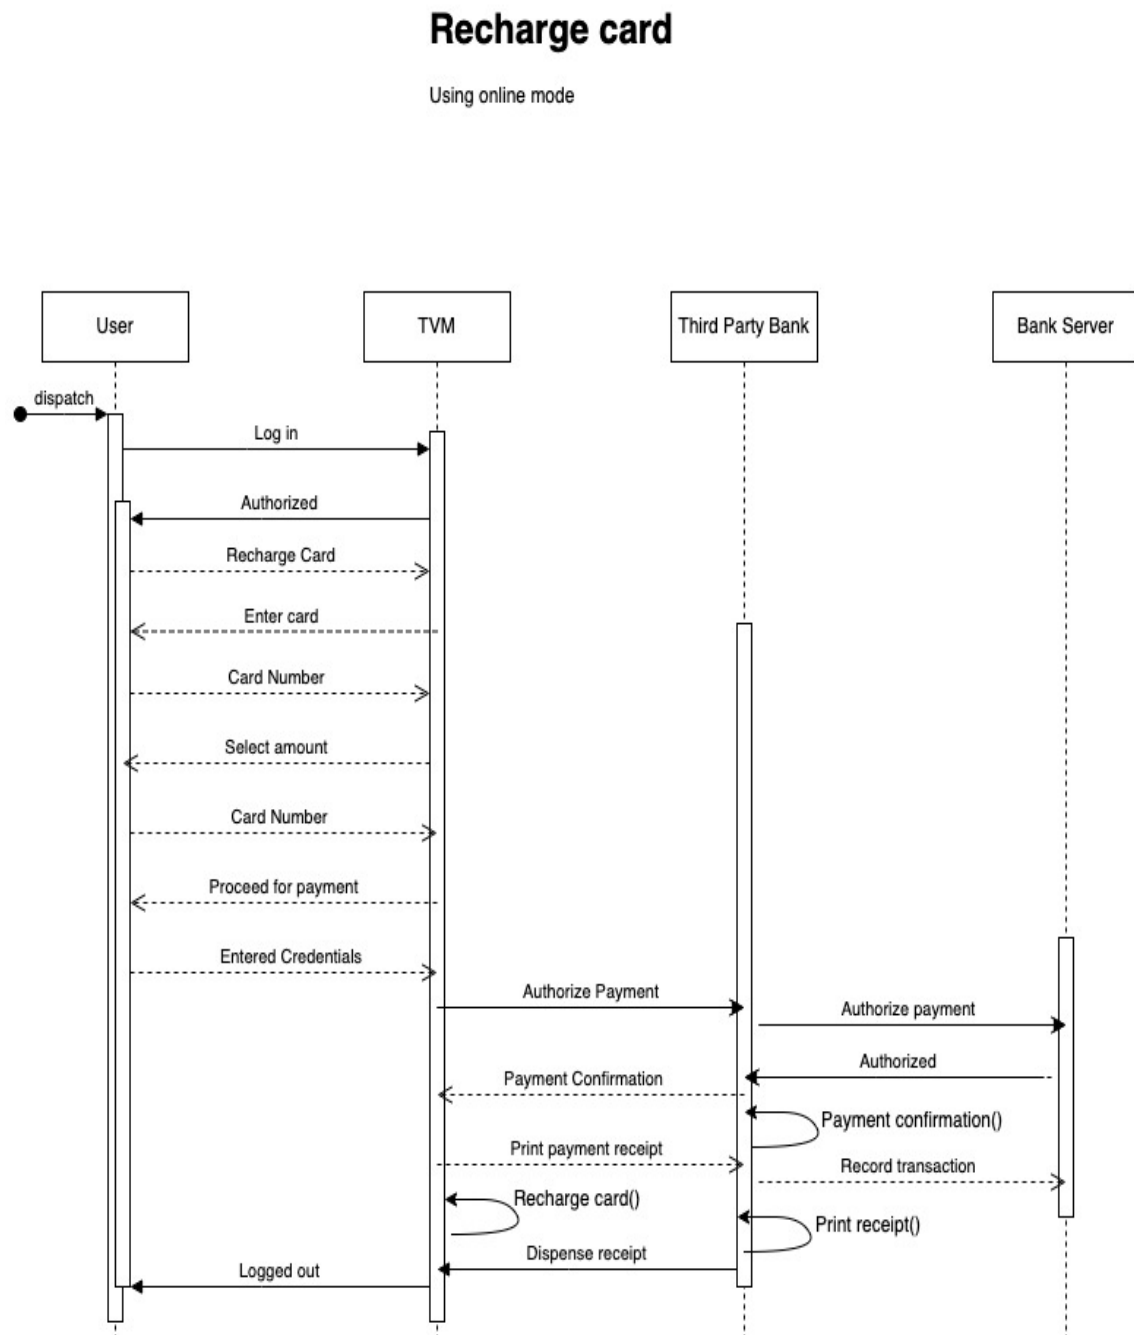 Recharge card
Using online mode
User
TVM
Third Party Bank
Bank Server
dispatch
Log in
Authorized
Recharge Card
Enter card
Card Number
Select amount
Card Number
Proceed for payment
Entered Credentials
Authorize Payment
Authorize payment
Authorized
Payment Confirmation
Payment confirmation()
Print payment receipt
Record transaction
Recharge card()
Print receipt()
Dispense receipt
Logged out